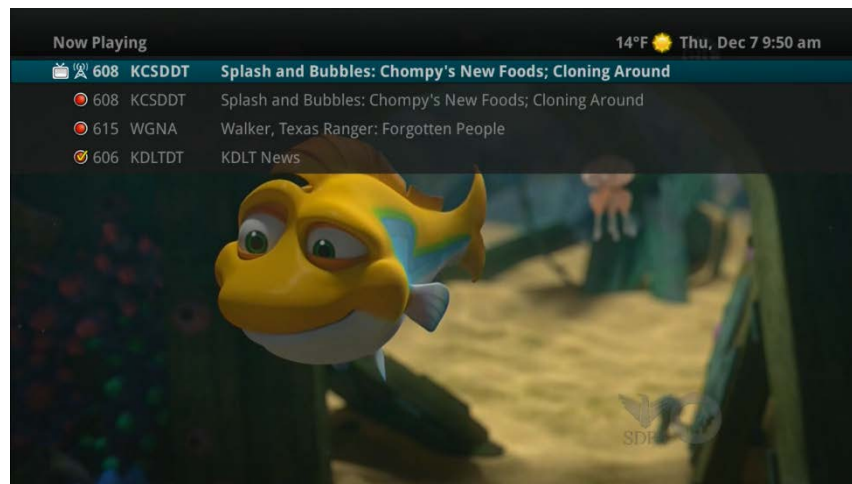 Now Playing 14°F Thu, Dec 7 9:50 am
608 KCSDDT Splash and Bubbles: Chompy's New Foods; Cloning Around
608 KCSDDT Splash and Bubbles: Chompy's New Foods; Cloning Around
615 WGNA Walker, Texas Ranger: Forgotten People
606 KDLTDT KDLT News